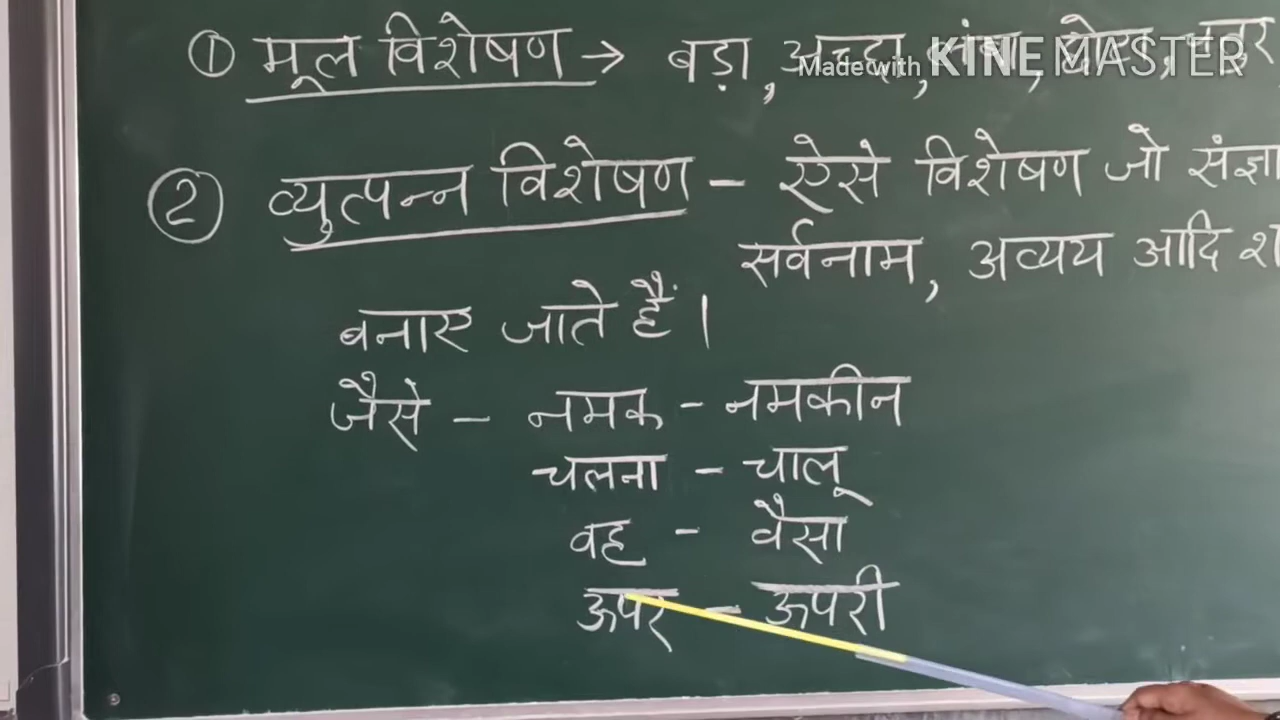 ① मूल विशेषण → बड़ा, अच्छा,
Made with KINEMASTER
② व्युत्पन्न विशेषण – ऐसे विशेषण जो संज्ञा
सर्वनाम, अव्यय आदि
बनाए जाते हैं।
जैसे – नमक - नमकीन
चलना – चालू
वह - वैसा
ऊपर – ऊपरी